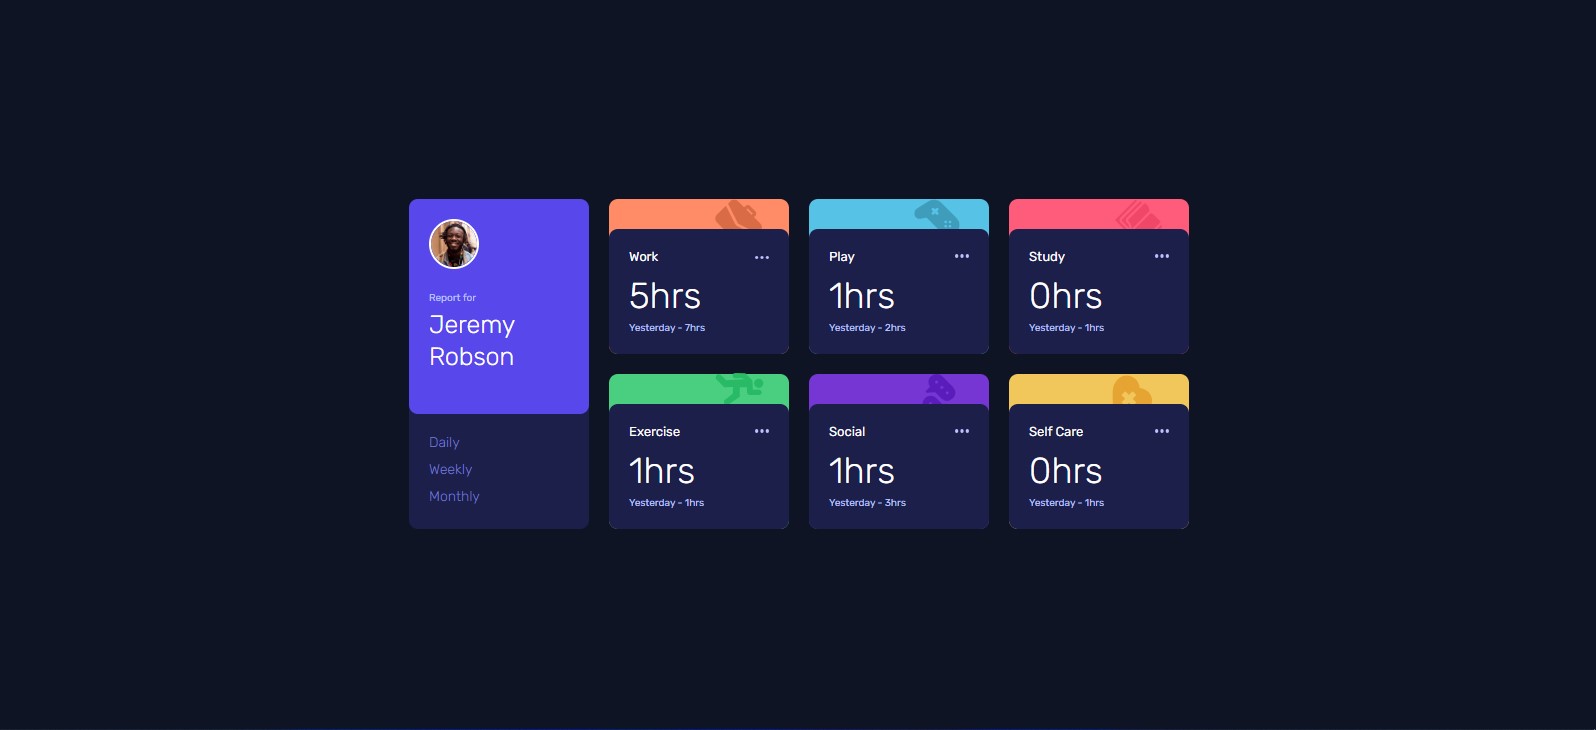 Report for
Jeremy
Robson
Daily
Weekly
Monthly
Work
5hrs
Yesterday - 7hrs
Play
1hrs
Yesterday - 2hrs
Study
0hrs
Yesterday - 1hrs
Exercise
1hrs
Yesterday - 1hrs
Social
1hrs
Yesterday - 3hrs
Self Care
0hrs
Yesterday - 1hrs